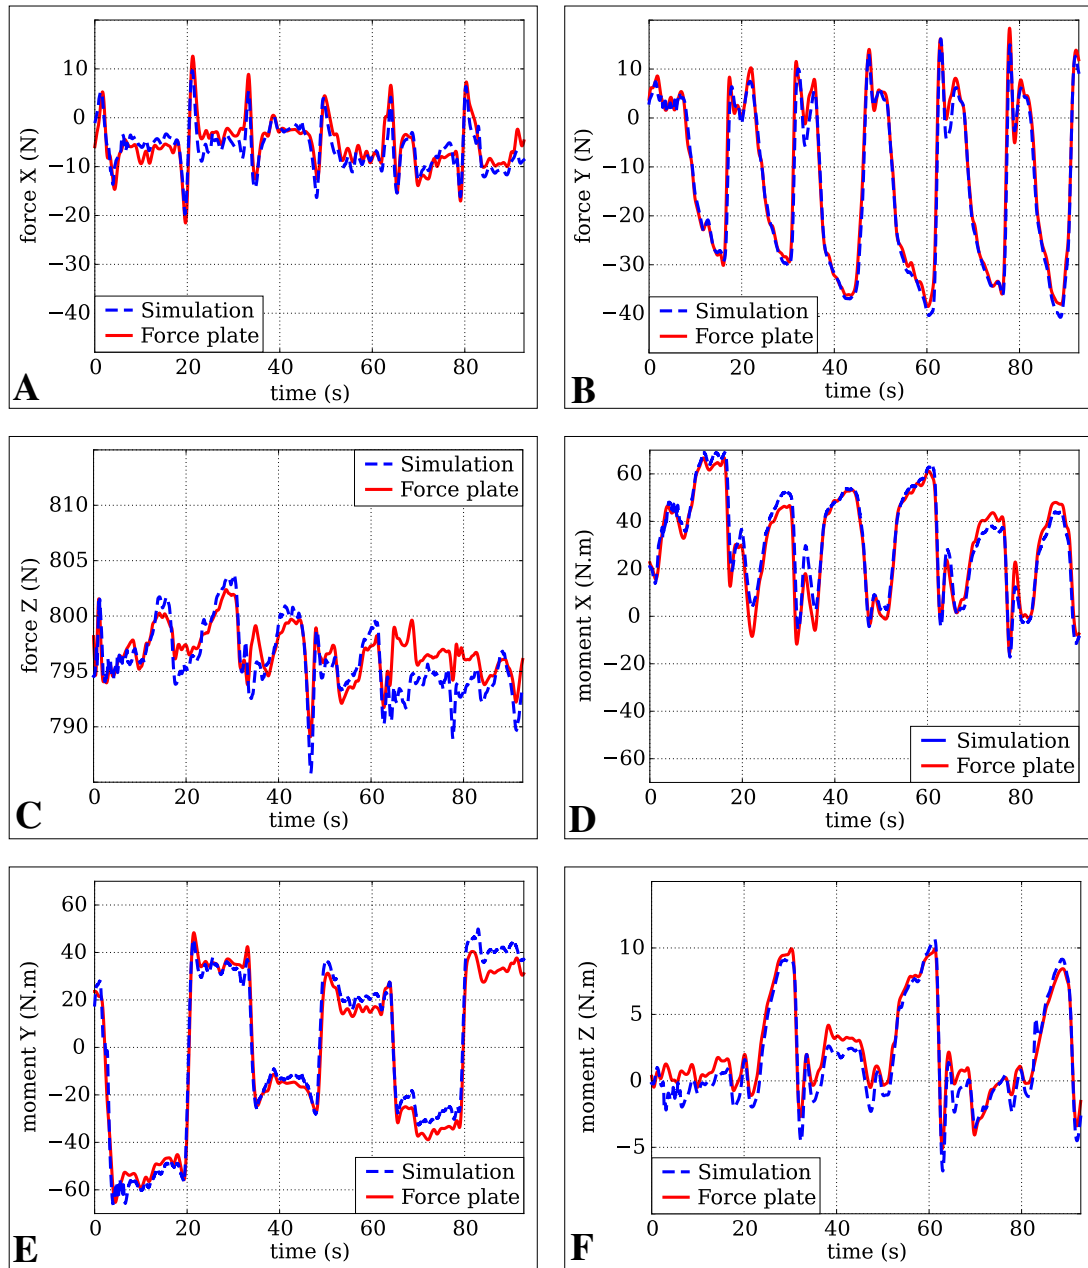 10
0
−10
−20
−30
−40
force X (N)
Simulation
Force plate
0 20 40 60 80
time (s)
A
10
0
−10
−20
−30
−40
force Y (N)
Simulation
Force plate
0 20 40 60 80
time (s)
B
810
805
800
795
790
force Z (N)
Simulation
Force plate
0 20 40 60 80
time (s)
C
60
40
20
0
−20
−40
−60
moment X (N.m)
Simulation
Force plate
0 20 40 60 80
time (s)
D
60
40
20
0
−20
−40
−60
moment Y (N.m)
Simulation
Force plate
0 20 40 60 80
time (s)
E
10
5
0
−5
moment Z (N.m)
Simulation
Force plate
0 20 40 60 80
time (s)
F